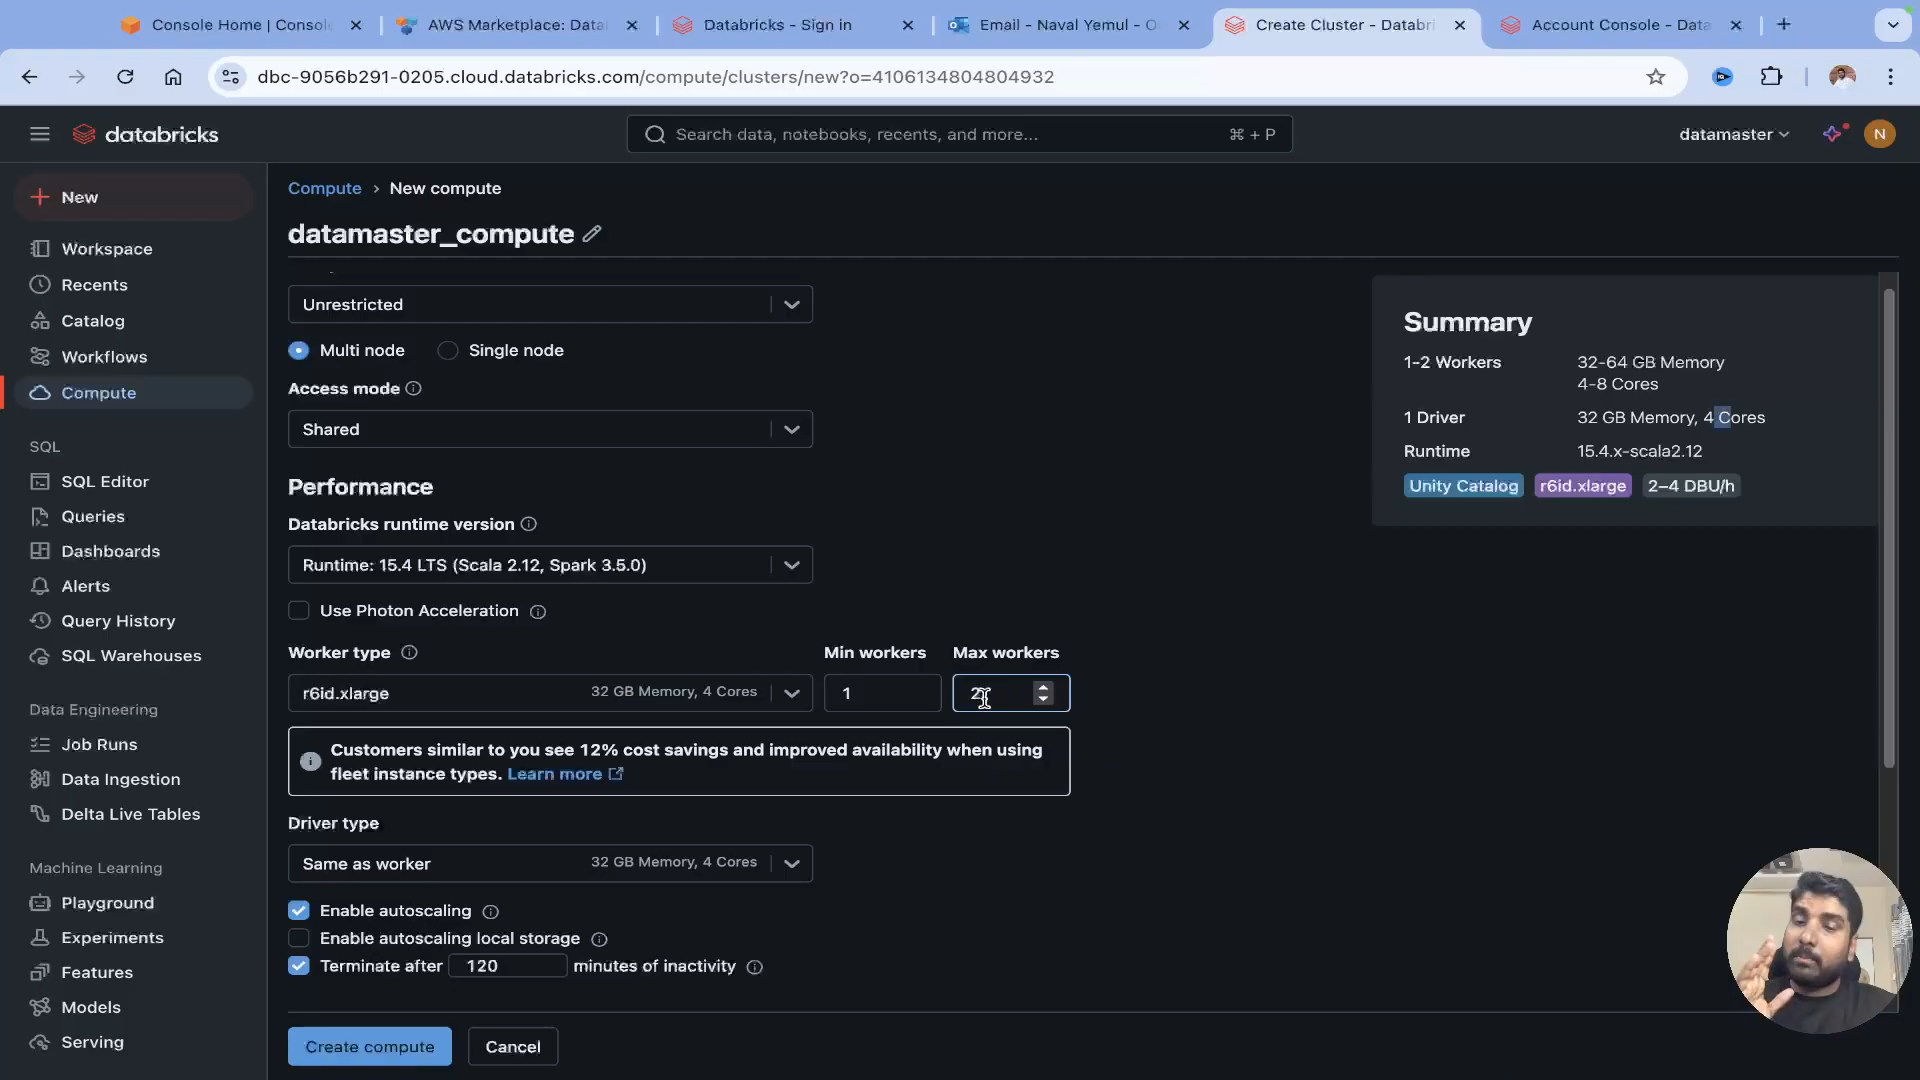 Console Home | Consol
AWS Marketplace: Data
Databricks - Sign in
Email - Naval Yemul - O
Create Cluster - Databri
Account Console - Data
dbc-9056b291-0205.cloud.databricks.com/compute/clusters/new?o=4106134804804932
databricks
Search data, notebooks, recents, and more...
⌘ + P
datamaster
N
New
Workspace
Recents
Catalog
Workflows
Compute
SQL
SQL Editor
Queries
Dashboards
Alerts
Query History
SQL Warehouses
Data Engineering
Job Runs
Data Ingestion
Delta Live Tables
Machine Learning
Playground
Experiments
Features
Models
Serving
Compute › New compute
datamaster_compute
Unrestricted
Multi node Single node
Access mode
Shared
Performance
Databricks runtime version
Runtime: 15.4 LTS (Scala 2.12, Spark 3.5.0)
Use Photon Acceleration
Worker type Min workers Max workers
r6id.xlarge 32 GB Memory, 4 Cores 1 2
Customers similar to you see 12% cost savings and improved availability when using
fleet instance types. Learn more
Driver type
Same as worker 32 GB Memory, 4 Cores
Enable autoscaling
Enable autoscaling local storage
Terminate after 120 minutes of inactivity
Create compute Cancel
Summary
1-2 Workers 32-64 GB Memory
4-8 Cores
1 Driver 32 GB Memory, 4 Cores
Runtime 15.4.x-scala2.12
Unity Catalog r6id.xlarge 2–4 DBU/h